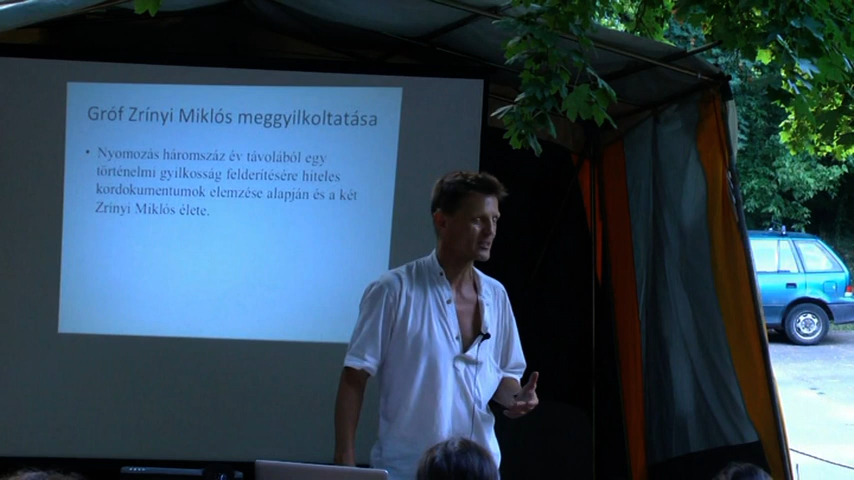 Gróf Zrínyi Miklós meggyilkoltatása
• Nyomozás háromszáz év távolából egy
történelmi gyilkosság felderítésére hiteles
kordokumentumok elemzése alapján és a két
Zrínyi Miklós élete.